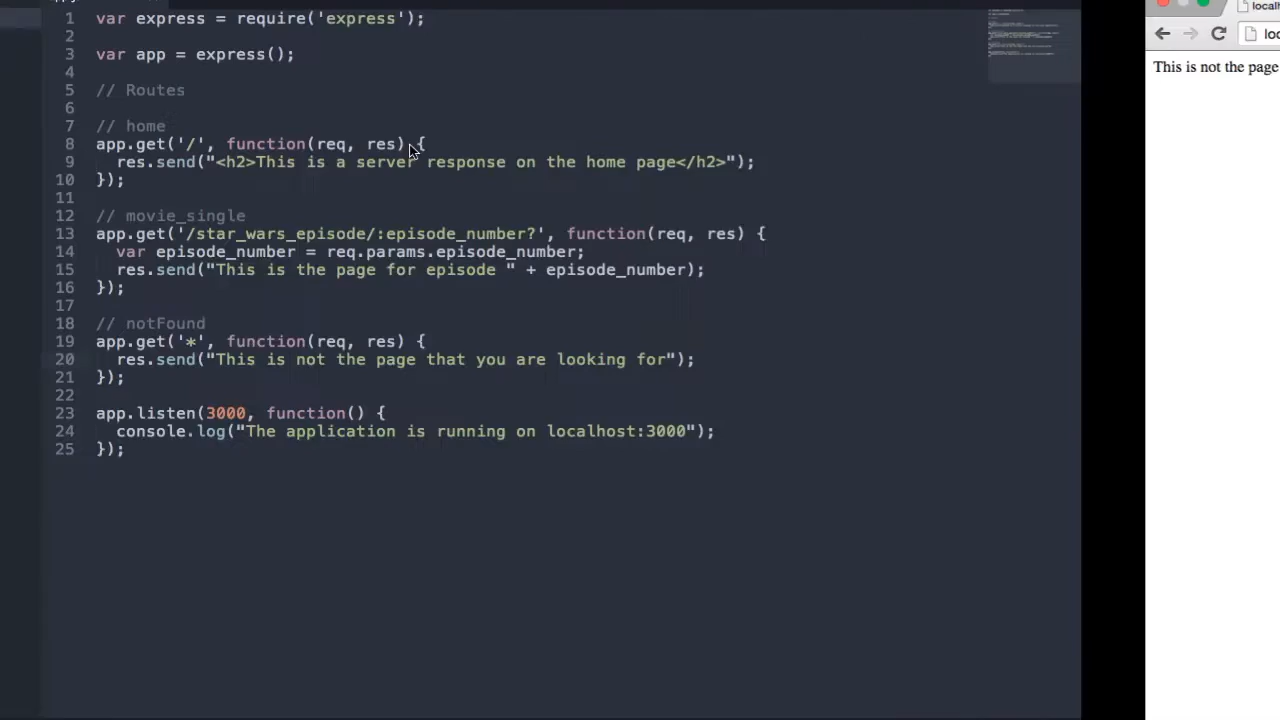 1 var express = require('express');
2
3 var app = express();
4
5 // Routes
6
7 // home
8 app.get('/', function(req, res) {
9   res.send("<h2>This is a server response on the home page</h2>");
10 });
11
12 // movie_single
13 app.get('/star_wars_episode/:episode_number?', function(req, res) {
14   var episode_number = req.params.episode_number;
15   res.send("This is the page for episode " + episode_number);
16 });
17
18 // notFound
19 app.get('*', function(req, res) {
20   res.send("This is not the page that you are looking for");
21 });
22
23 app.listen(3000, function() {
24   console.log("The application is running on localhost:3000");
25 });
This is not the page